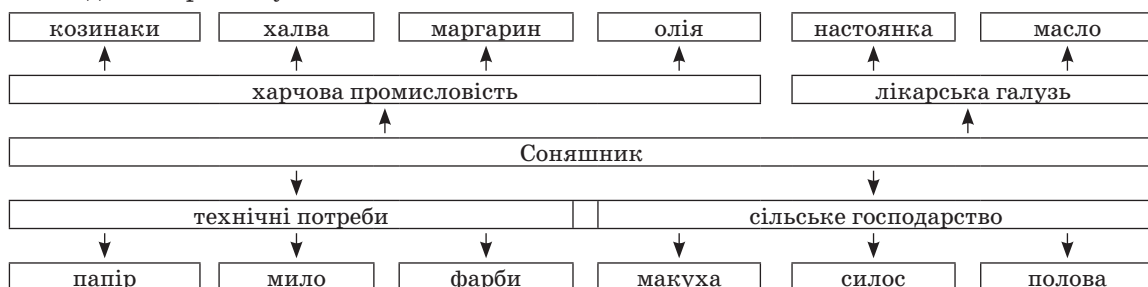 козинаки халва маргарин олія настоянка масло
харчова промисловість лікарська галузь
Соняшник
технічні потреби сільське господарство
папір мило фарби макуха силос полова